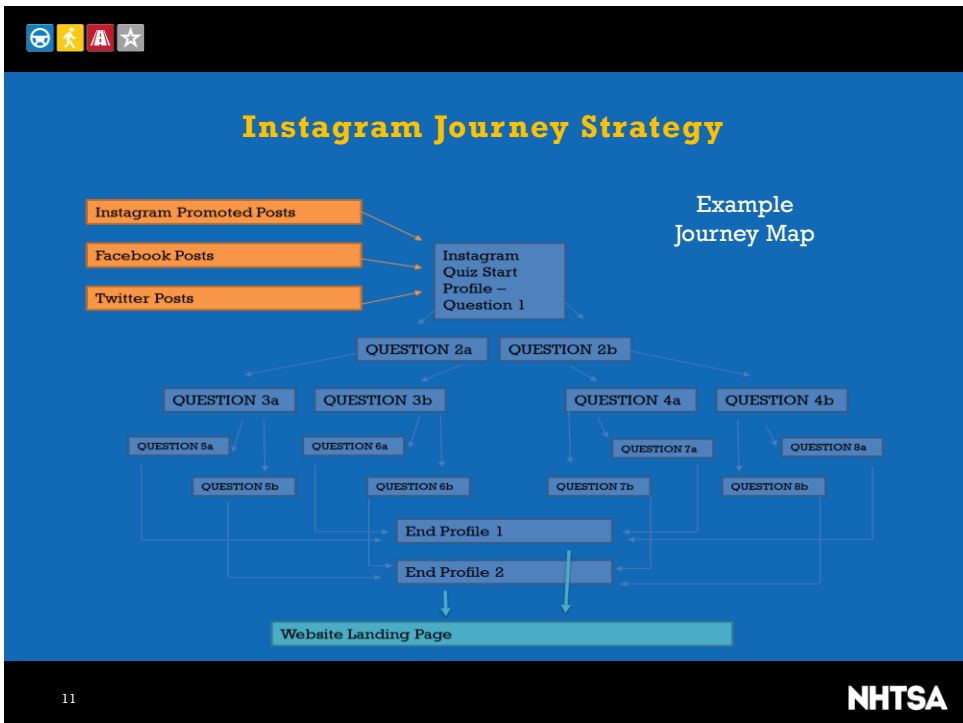 Instagram Journey Strategy
Example
Journey Map
Instagram Promoted Posts
Facebook Posts
Twitter Posts
Instagram
Quiz Start
Profile –
Question 1
QUESTION 2a
QUESTION 2b
QUESTION 3a
QUESTION 3b
QUESTION 4a
QUESTION 4b
QUESTION 5a
QUESTION 6a
QUESTION 7a
QUESTION 8a
QUESTION 5b
QUESTION 6b
QUESTION 7b
QUESTION 8b
End Profile 1
End Profile 2
Website Landing Page
11
NHTSA